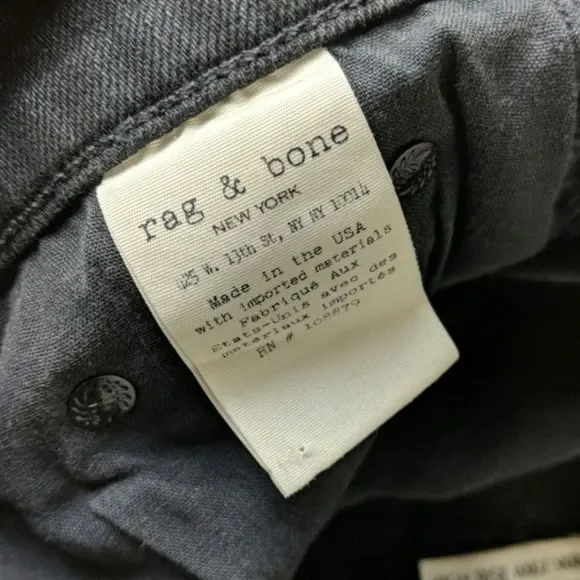 rag & bone
NEW YORK
425 W. 13th St, NY NY 10014
Made in the USA
with imported materials
Fabriqué Aux
Etats-Unis avec des
materiaux importés
RN # 108879